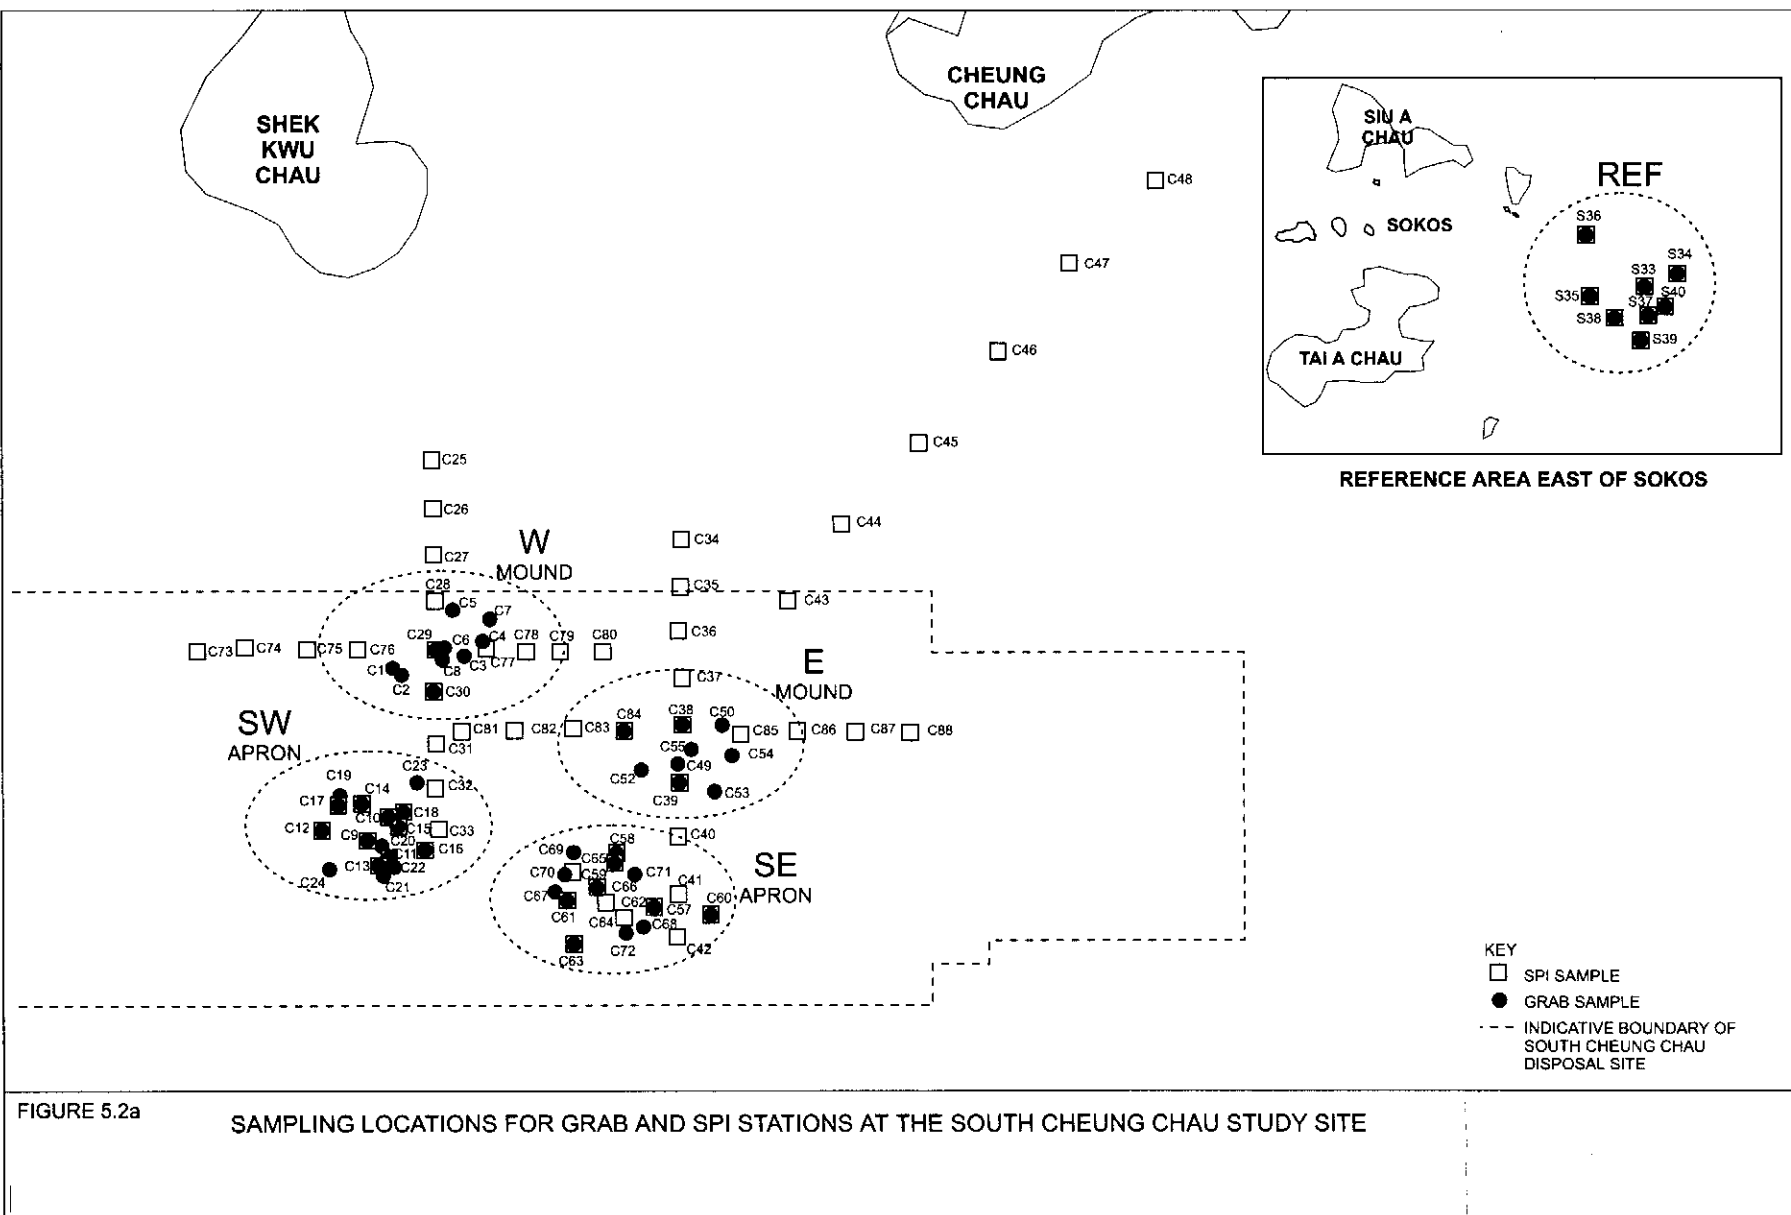 SHEK
KWU
CHAU
CHEUNG
CHAU
SIU A
CHAU
REF
SOKOS
TAI A CHAU
S36
S34
S33
S35
S40
S37
S38
S39
REFERENCE AREA EAST OF SOKOS
C48
C47
C46
C45
C44
C43
C25
C26
C27
C34
C35
C36
C37
W
MOUND
C28
C5
C7
C29
C6
C4
C78
C79
C80
C73
C74
C75
C76
C3
C77
C1
C8
C2
C30
E
MOUND
C84
C38
C50
C81
C82
C83
C85
C86
C87
C88
C31
C55
C54
C49
C52
C39
C53
SW
APRON
C23
C19
C14
C32
C17
C18
C10
C12
C15
C33
C9
C20
C16
C11
C13
C22
C24
C21
C40
SE
APRON
C58
C69
C65
C70
C59
C71
C66
C41
C67
C62
C60
C61
C57
C64
C68
C72
C42
C63
KEY
SPI SAMPLE
GRAB SAMPLE
INDICATIVE BOUNDARY OF
SOUTH CHEUNG CHAU
DISPOSAL SITE
FIGURE 5.2a
SAMPLING LOCATIONS FOR GRAB AND SPI STATIONS AT THE SOUTH CHEUNG CHAU STUDY SITE